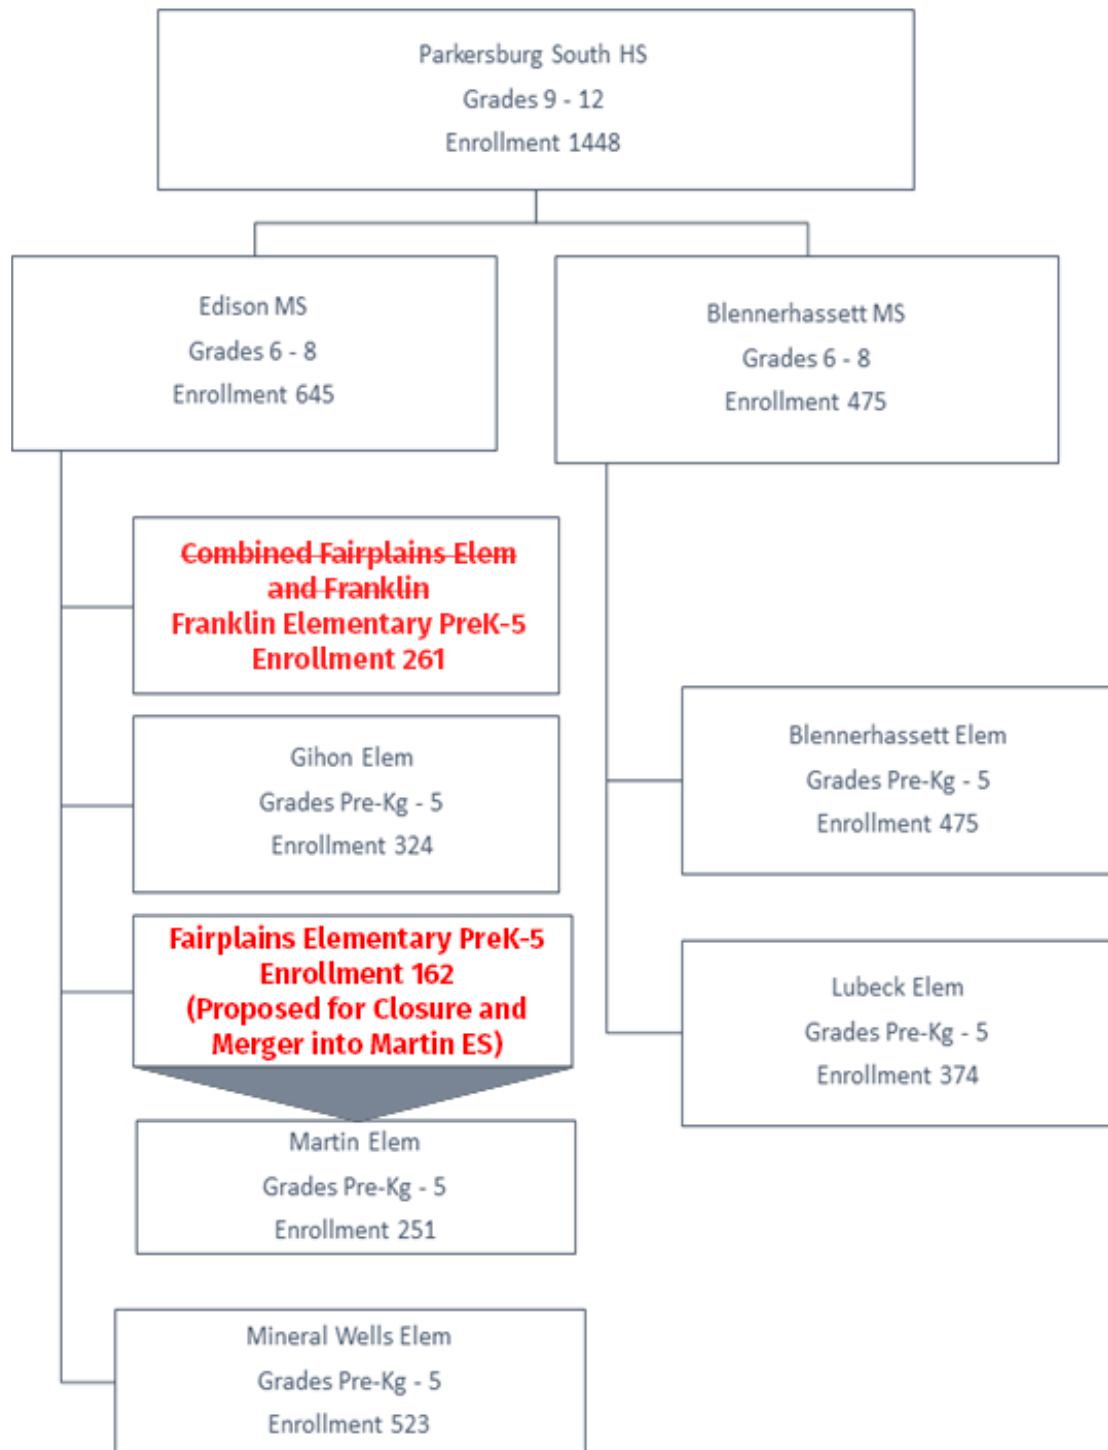 Parkersburg South HS
Grades 9 - 12
Enrollment 1448
Edison MS
Grades 6 - 8
Enrollment 645
Blennerhassett MS
Grades 6 - 8
Enrollment 475
Combined Fairplains Elem
and Franklin
Franklin Elementary PreK-5
Enrollment 261
Gihon Elem
Grades Pre-Kg - 5
Enrollment 324
Fairplains Elementary PreK-5
Enrollment 162
(Proposed for Closure and
Merger into Martin ES)
Martin Elem
Grades Pre-Kg - 5
Enrollment 251
Mineral Wells Elem
Grades Pre-Kg - 5
Enrollment 523
Blennerhassett Elem
Grades Pre-Kg - 5
Enrollment 475
Lubeck Elem
Grades Pre-Kg - 5
Enrollment 374